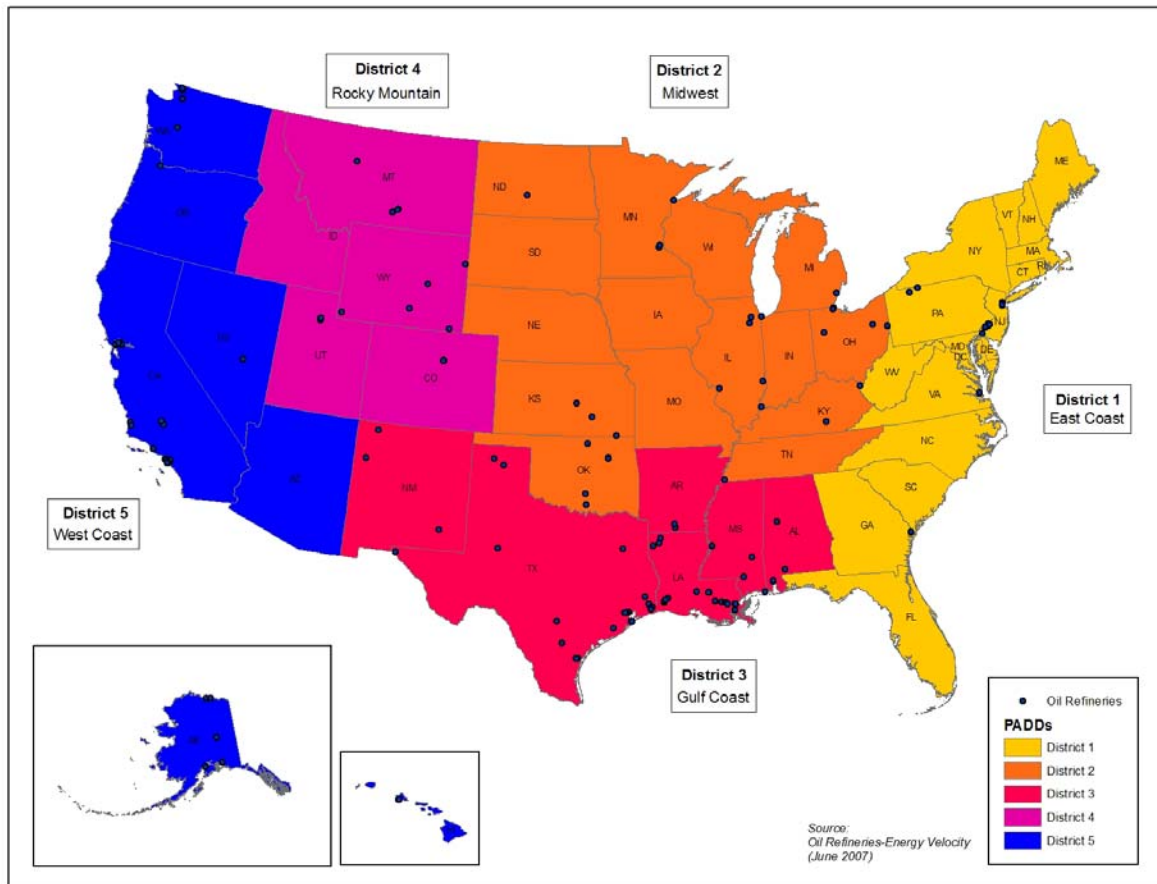 District 4
Rocky Mountain
District 2
Midwest
ME
MT
ND
MN
VT
NH
ID
SD
WI
NY
MA
CT
RI
WY
MI
IA
PA
NJ
NE
OH
MD
DC
DE
UT
IL
IN
WV
VA
CO
KS
MO
KY
District 1
East Coast
NC
TN
OK
NM
AR
SC
District 5
West Coast
MS
AL
GA
TX
LA
FL
District 3
Gulf Coast
Oil Refineries
PADDs
District 1
District 2
District 3
District 4
District 5
Source:
Oil Refineries-Energy Velocity
(June 2007)